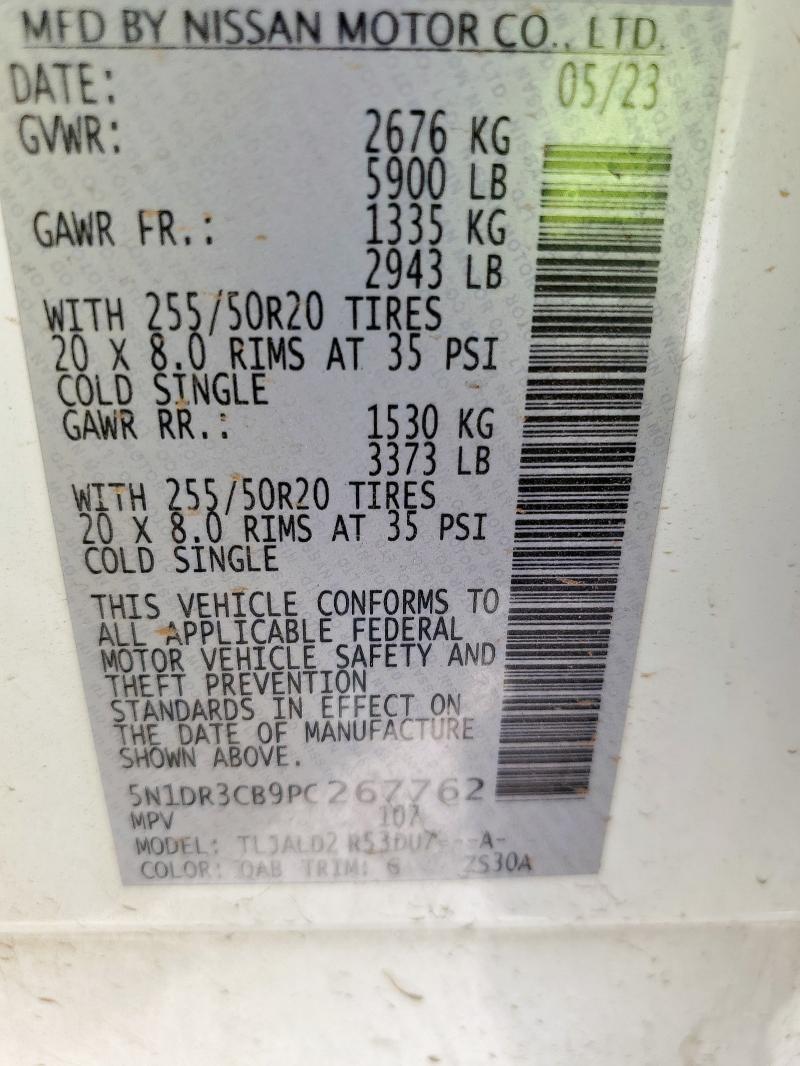 MFD BY NISSAN MOTOR CO., LTD.
DATE: 05/23
GVWR: 2676 KG
5900 LB
GAWR FR.: 1335 KG
2943 LB
WITH 255/50R20 TIRES
20 X 8.0 RIMS AT 35 PSI
COLD SINGLE
GAWR RR.: 1530 KG
3373 LB
WITH 255/50R20 TIRES
20 X 8.0 RIMS AT 35 PSI
COLD SINGLE
THIS VEHICLE CONFORMS TO
ALL APPLICABLE FEDERAL
MOTOR VEHICLE SAFETY AND
THEFT PREVENTION
STANDARDS IN EFFECT ON
THE DATE OF MANUFACTURE
SHOWN ABOVE.
5N1DR3CB9PC267762
MPV 107
MODEL: -A-
COLOR: QAB TRIM: G ZS30A